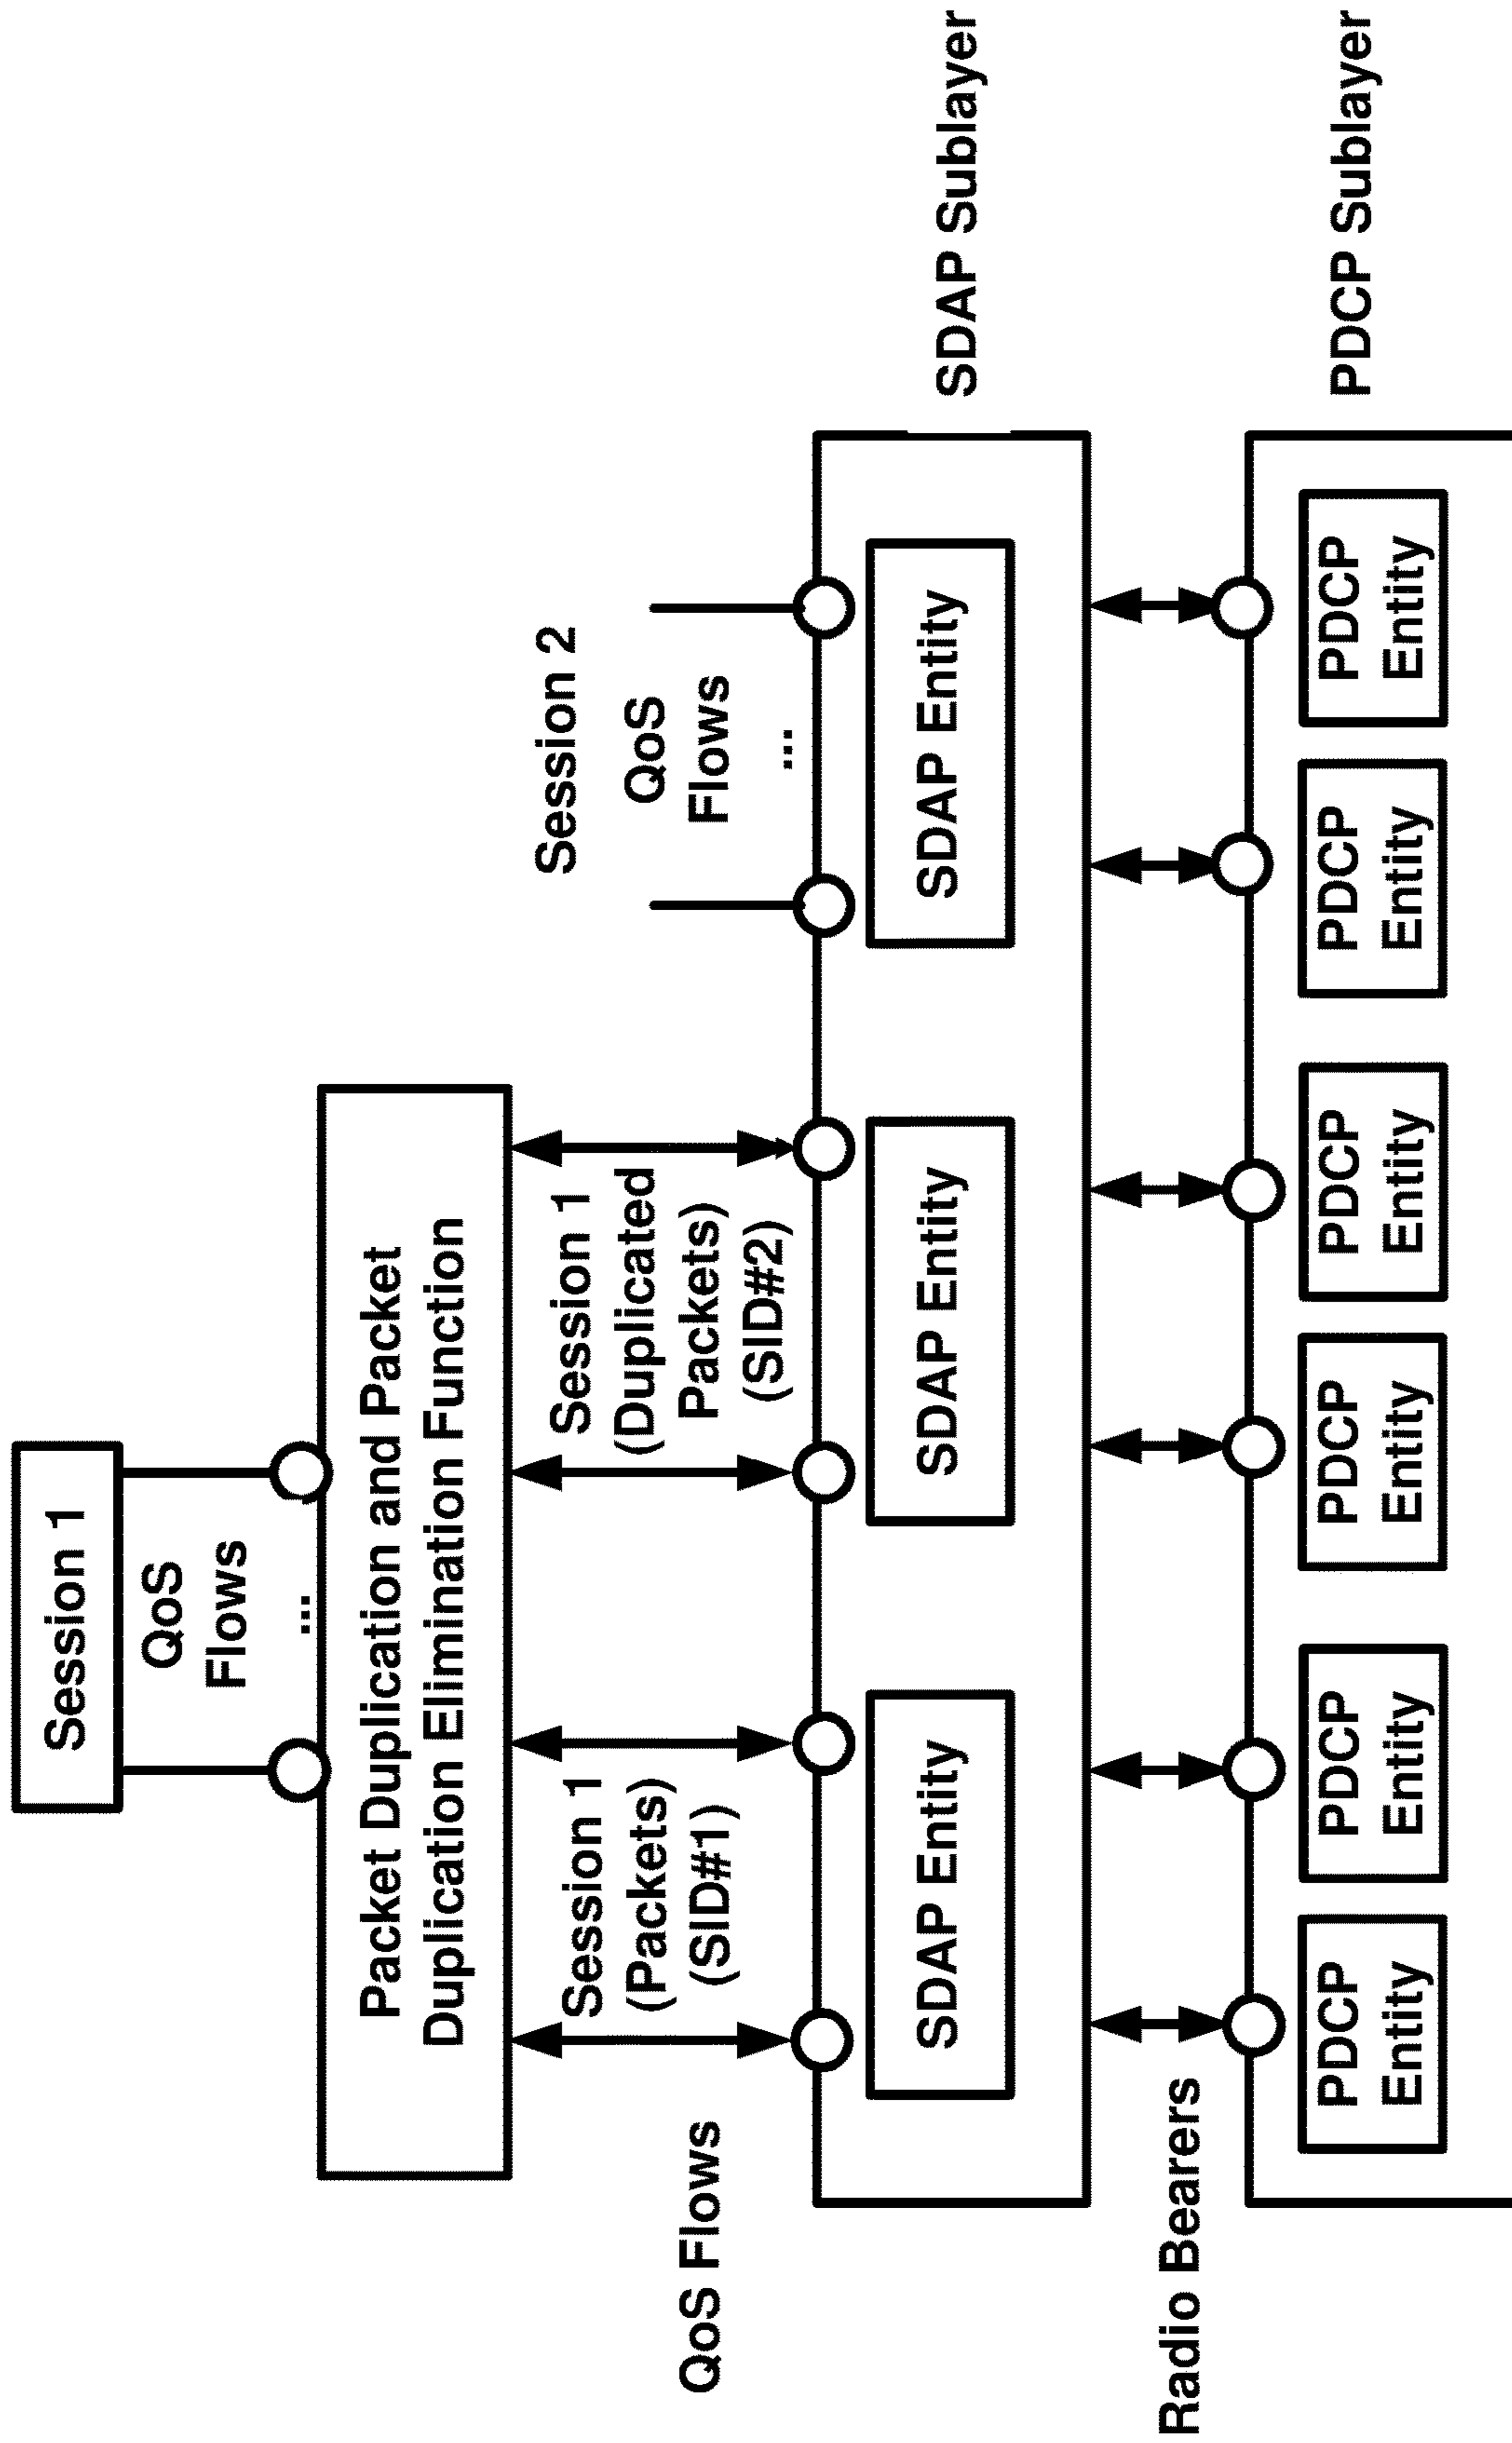 Session 1
QoS
Flows
...
Packet Duplication and Packet
Duplication Elimination Function
QoS Flows
Session 1
(Packets)
(SID#1)
Session 1
(Duplicated
Packets)
(SID#2)
Session 2
QoS
Flows
...
SDAP Entity
SDAP Entity
SDAP Entity
SDAP Sublayer
Radio Bearers
PDCP
Entity
PDCP
Entity
PDCP
Entity
PDCP
Entity
PDCP
Entity
PDCP
Entity
PDCP Sublayer